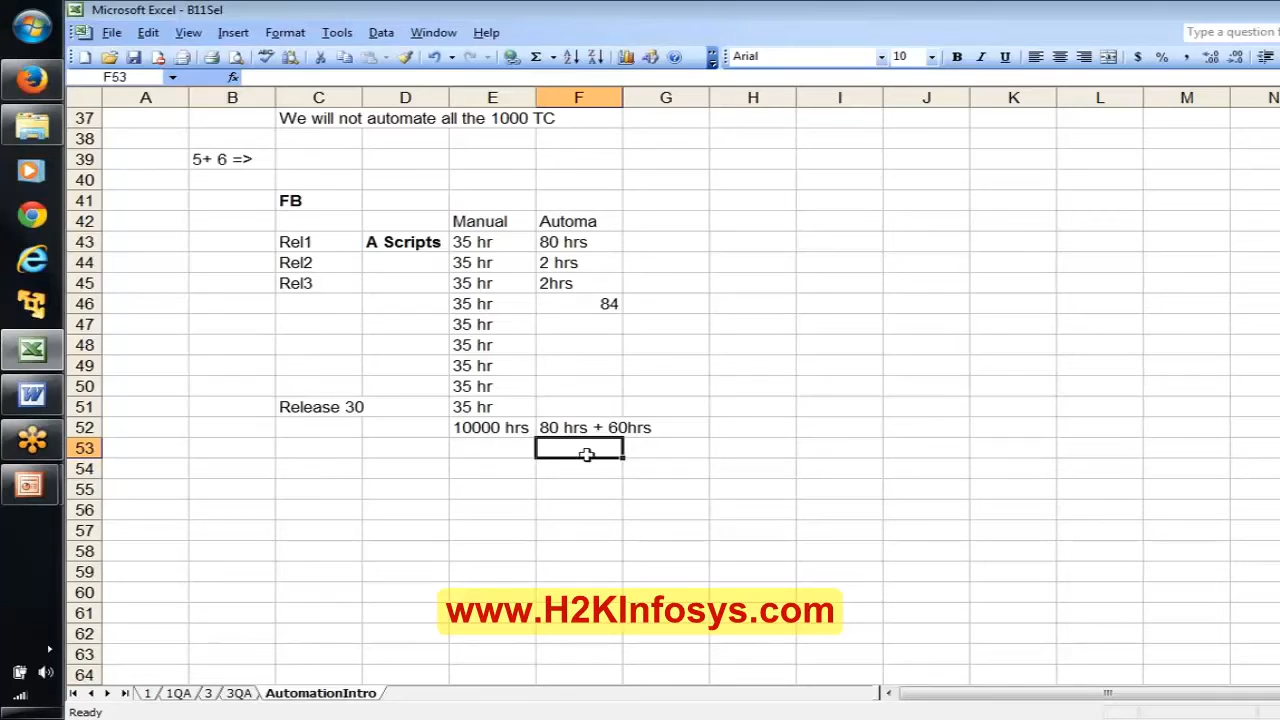 Microsoft Excel - B11Sel
File Edit View Insert Format Tools Data Window Help
Type a question f
Arial 10 B I U $ % ,
F53 fx
A B C D E F G H I J K L M N
37 We will not automate all the 1000 TC
38
39 5+ 6 =>
40
41 FB
42 Manual Automa
43 Rel1 A Scripts 35 hr 80 hrs
44 Rel2 35 hr 2 hrs
45 Rel3 35 hr 2hrs
46 35 hr 84
47 35 hr
48 35 hr
49 35 hr
50 35 hr
51 Release 30 35 hr
52 10000 hrs 80 hrs + 60hrs
53
54
55
56
57
58
59
60
www.H2KInfosys.com
61
62
63
64
1 1QA 3 3QA AutomationIntro
Ready